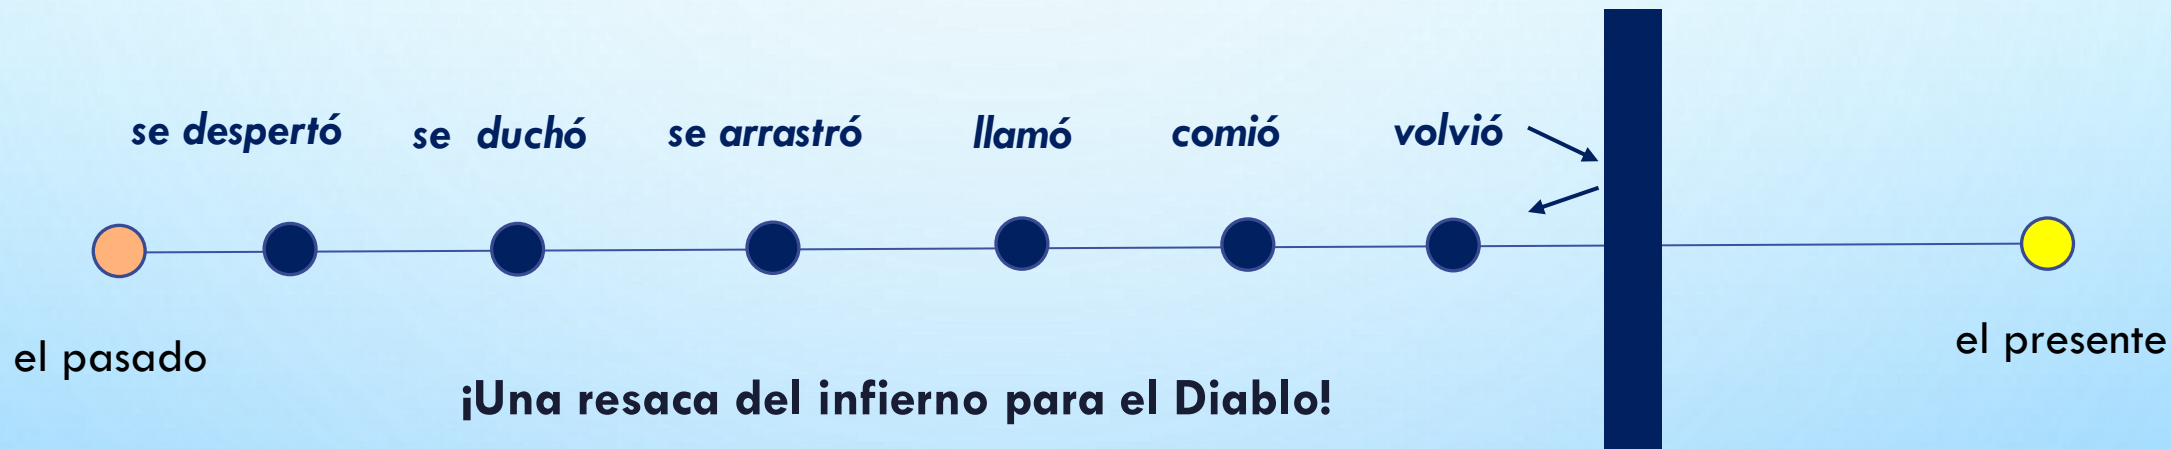 se despertó se duchó se arrastró llamó comió volvió
el pasado
el presente
¡Una resaca del infierno para el Diablo!